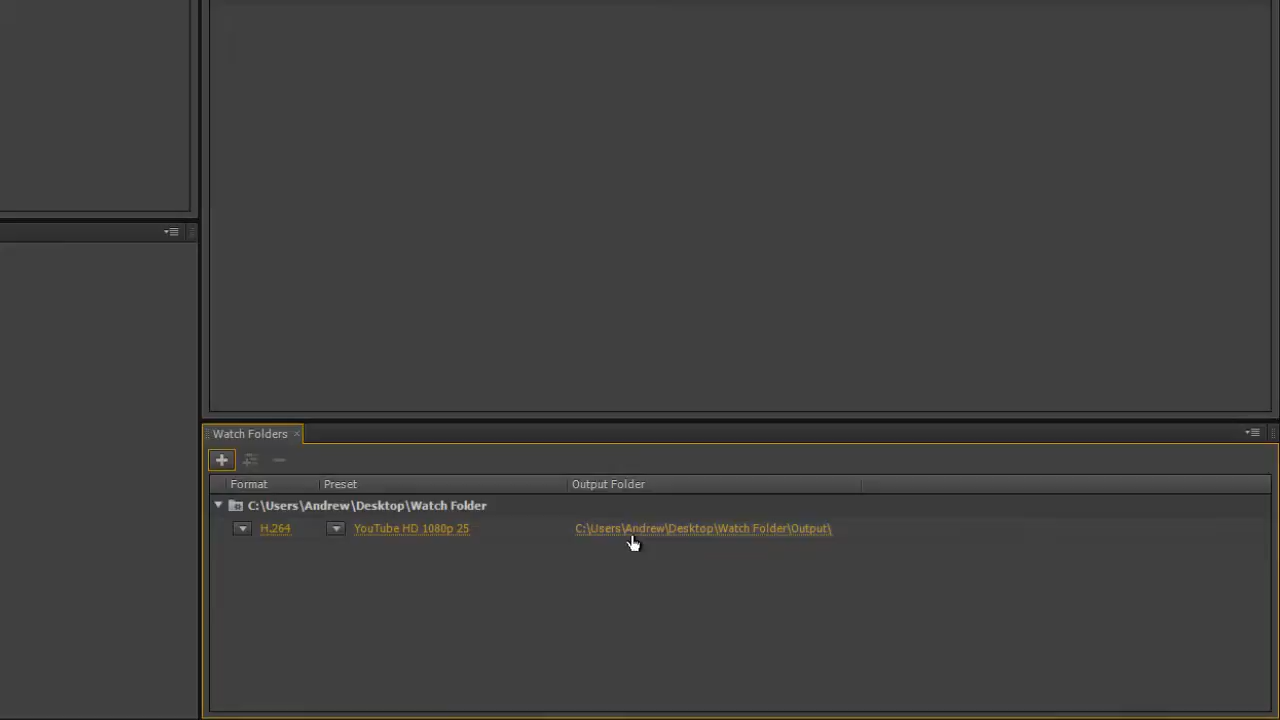 Watch Folders
Format Preset Output Folder
C:\Users\Andrew\Desktop\Watch Folder
H.264 YouTube HD 1080p 25 C:\Users\Andrew\Desktop\Watch Folder\Output\